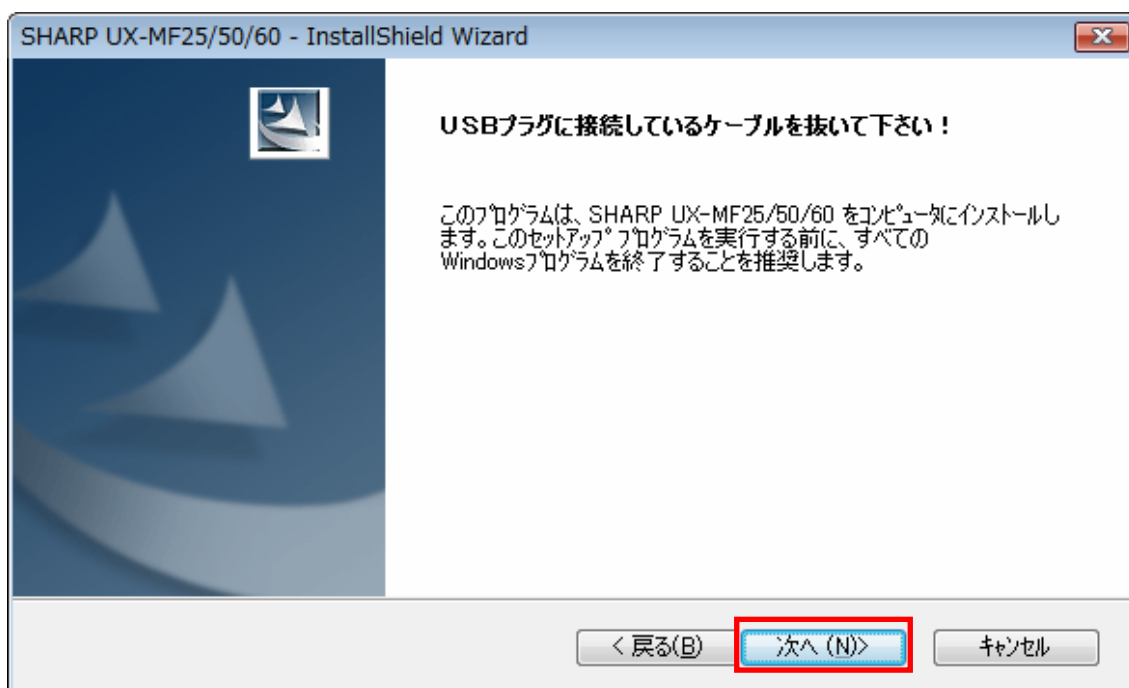 SHARP UX-MF25/50/60 - InstallShield Wizard
USBプラグに接続しているケーブルを抜いて下さい！
このﾌﾟﾛｸﾞﾗﾑは、SHARP UX-MF25/50/60 をｺﾝﾋﾟｭｰﾀにインストールし
ます。このｾｯﾄｱｯﾌﾟ ﾌﾟﾛｸﾞﾗﾑを実行する前に、すべての
Windowsﾌﾟﾛｸﾞﾗﾑを終了することを推奨します。
< 戻る(B)
次へ (N)>
ｷｬﾝｾﾙ